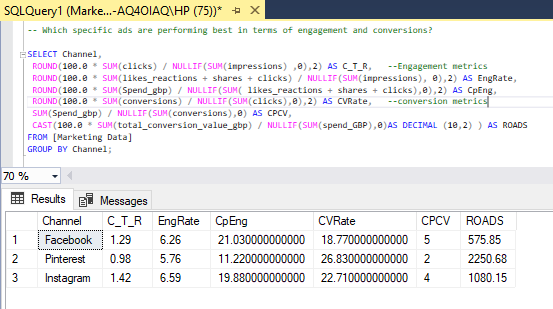 SQLQuery1 (Marke...-AQ4OIAQ\HP (75))*
-- Which specific ads are performing best in terms of engagement and conversions?
SELECT Channel,
ROUND(100.0 * SUM(clicks) / NULLIF(SUM(impressions) ,0),2) AS C_T_R, --Engagement metrics
ROUND(100.0 * SUM(likes_reactions + shares + clicks) / NULLIF(SUM(impressions), 0),2) AS EngRate,
ROUND(100.0 * SUM(Spend_gbp) / NULLIF(SUM( likes_reactions + shares + clicks),0),2) AS CpEng,
ROUND(100.0 * SUM(conversions) / NULLIF(SUM(clicks),0),2) AS CVRate, --conversion metrics
SUM(Spend_gbp) / NULLIF(SUM(conversions),0) AS CPCV,
CAST(100.0 * SUM(total_conversion_value_gbp) / NULLIF(SUM(spend_GBP),0)AS DECIMAL (10,2) ) AS ROADS
FROM [Marketing Data]
GROUP BY Channel;
70 %
Results Messages
Channel C_T_R EngRate CpEng CVRate CPCV ROADS
1 Facebook 1.29 6.26 21.030000000000 18.770000000000 5 575.85
2 Pinterest 0.98 5.76 11.220000000000 26.830000000000 2 2250.68
3 Instagram 1.42 6.59 19.880000000000 22.710000000000 4 1080.15